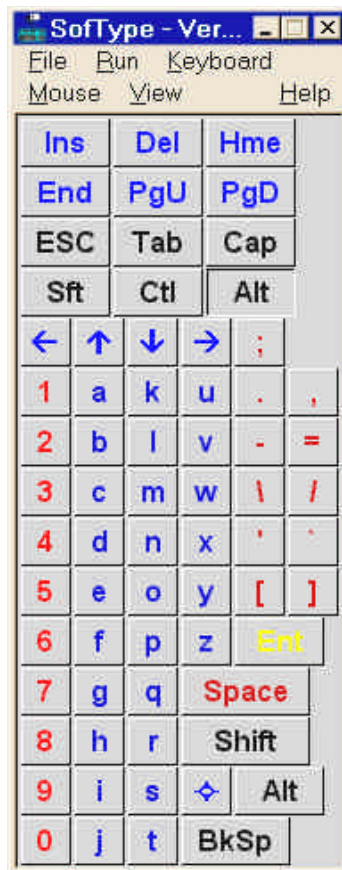 SofType - Ver...
File Run Keyboard
Mouse View Help
Ins Del Hme
End PgU PgD
ESC Tab Cap
Sft Ctl Alt
← ↑ ↓ → ;
1 a k u . ,
2 b l v - =
3 c m w \ /
4 d n x ' `
5 e o y [ ]
6 f p z Ent
7 g q Space
8 h r Shift
9 i s Alt
0 j t BkSp